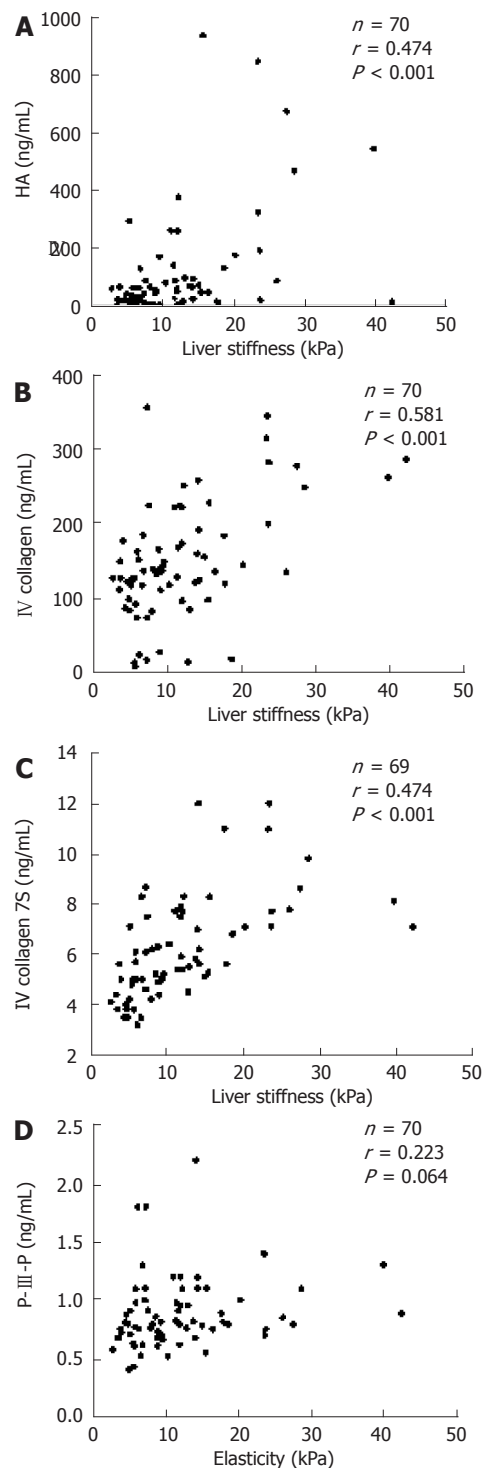 A
n = 70
r = 0.474
P < 0.001
HA (ng/mL)
1000
800
600
400
200
0
0 10 20 30 40 50
Liver stiffness (kPa)
B
n = 70
r = 0.581
P < 0.001
Ⅳ collagen (ng/mL)
400
300
200
100
0
0 10 20 30 40 50
Liver stiffness (kPa)
C
n = 69
r = 0.474
P < 0.001
IV collagen 7S (ng/mL)
14
12
10
8
6
4
2
0 10 20 30 40 50
Liver stiffness (kPa)
D
n = 70
r = 0.223
P = 0.064
P-Ⅲ-P (ng/mL)
2.5
2.0
1.5
1.0
0.5
0.0
0 10 20 30 40 50
Elasticity (kPa)